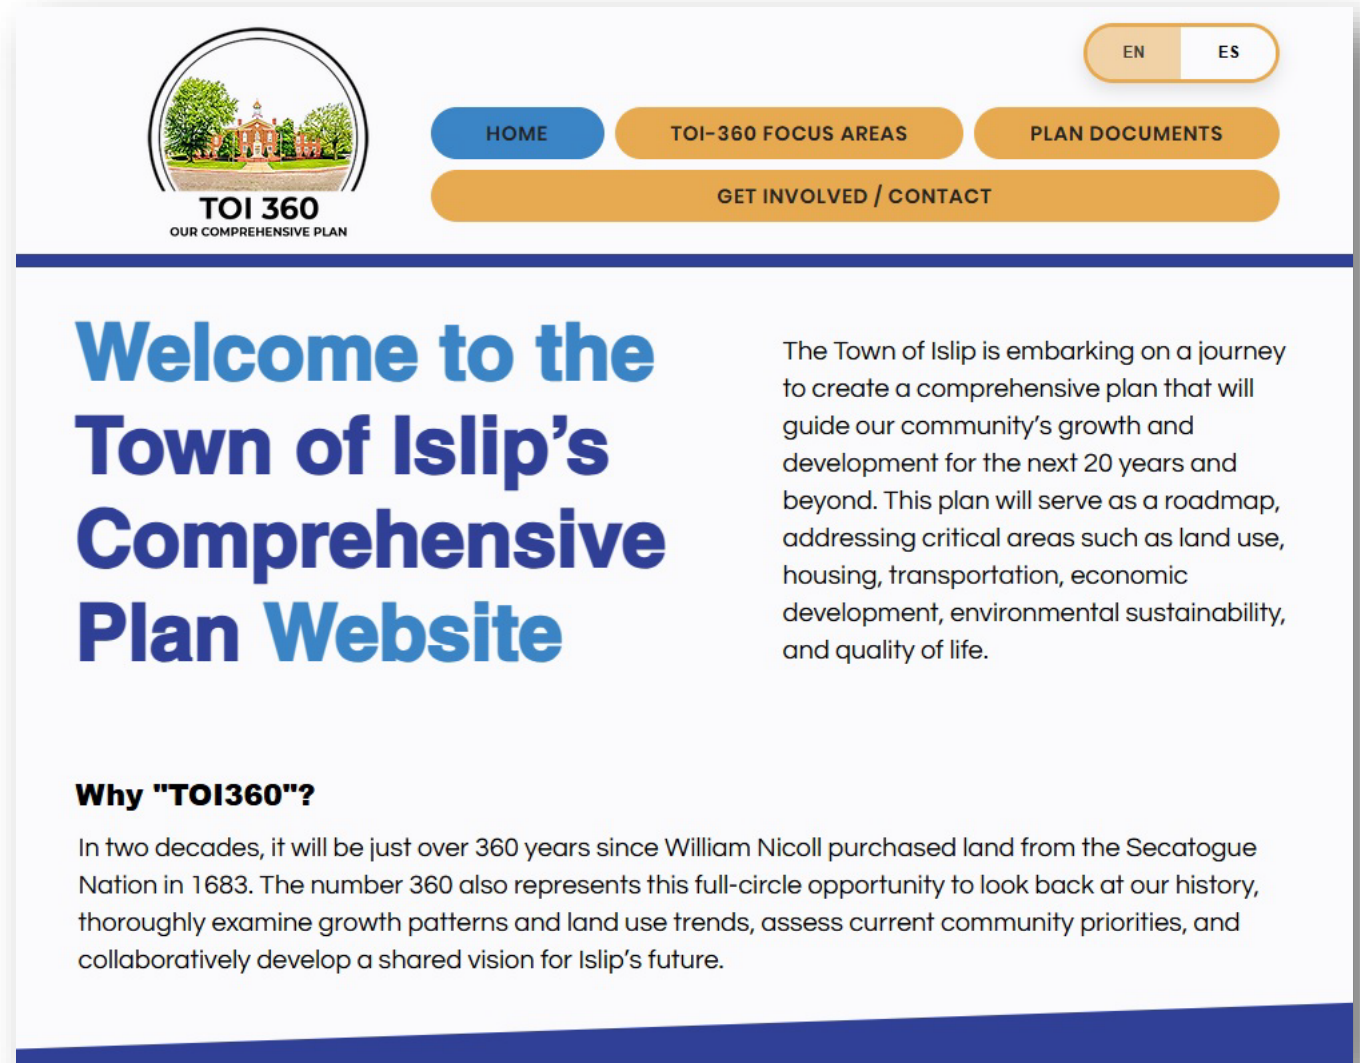 TOI 360
OUR COMPREHENSIVE PLAN
EN
ES
HOME
TOI-360 FOCUS AREAS
PLAN DOCUMENTS
GET INVOLVED / CONTACT
Welcome to the
Town of Islip’s
Comprehensive
Plan Website
The Town of Islip is embarking on a journey
to create a comprehensive plan that will
guide our community’s growth and
development for the next 20 years and
beyond. This plan will serve as a roadmap,
addressing critical areas such as land use,
housing, transportation, economic
development, environmental sustainability,
and quality of life.
Why "TOI360"?
In two decades, it will be just over 360 years since William Nicoll purchased land from the Secatogue
Nation in 1683. The number 360 also represents this full-circle opportunity to look back at our history,
thoroughly examine growth patterns and land use trends, assess current community priorities, and
collaboratively develop a shared vision for Islip’s future.